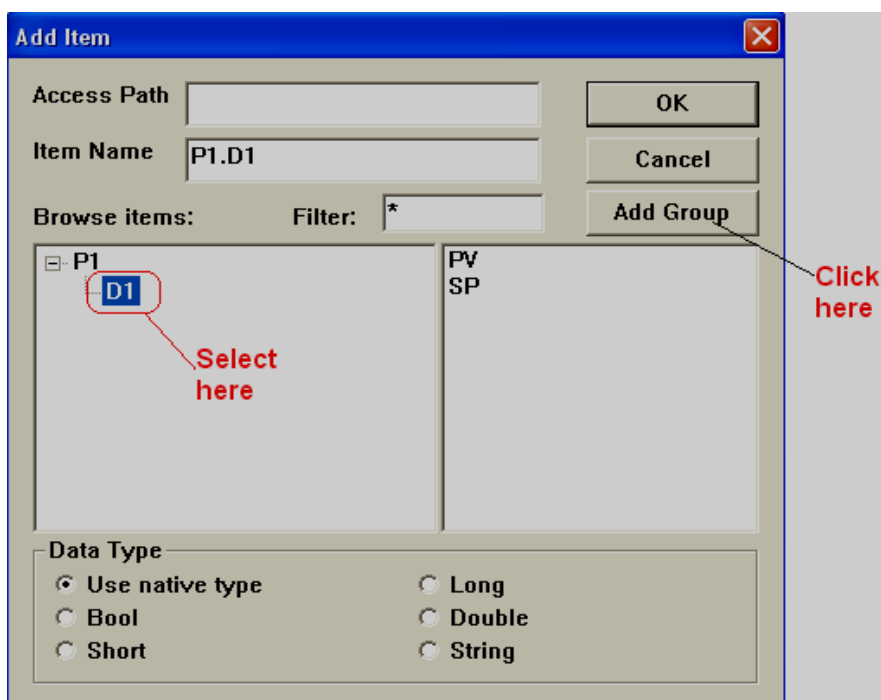 Add Item
Access Path
OK
Item Name
P1.D1
Cancel
Browse items:
Filter:
*
Add Group
P1
D1
PV
SP
Click
here
Select
here
Data Type
Use native type
Long
Bool
Double
Short
String